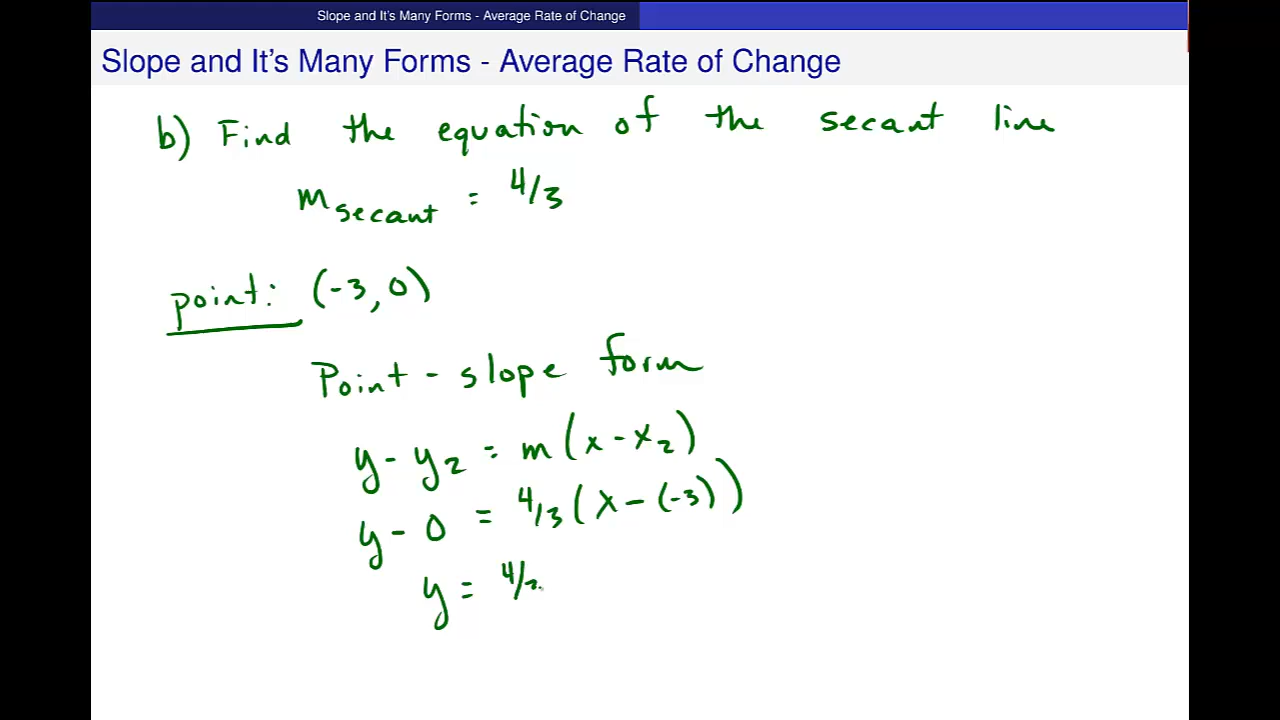 Slope and It's Many Forms - Average Rate of Change
Slope and It's Many Forms - Average Rate of Change
b) Find the equation of the secant line
m secant = 4/3
point: (-3, 0)
Point - slope form
y - y₂ = m(x - x₂)
y - 0 = 4/3(x - (-3))
y =